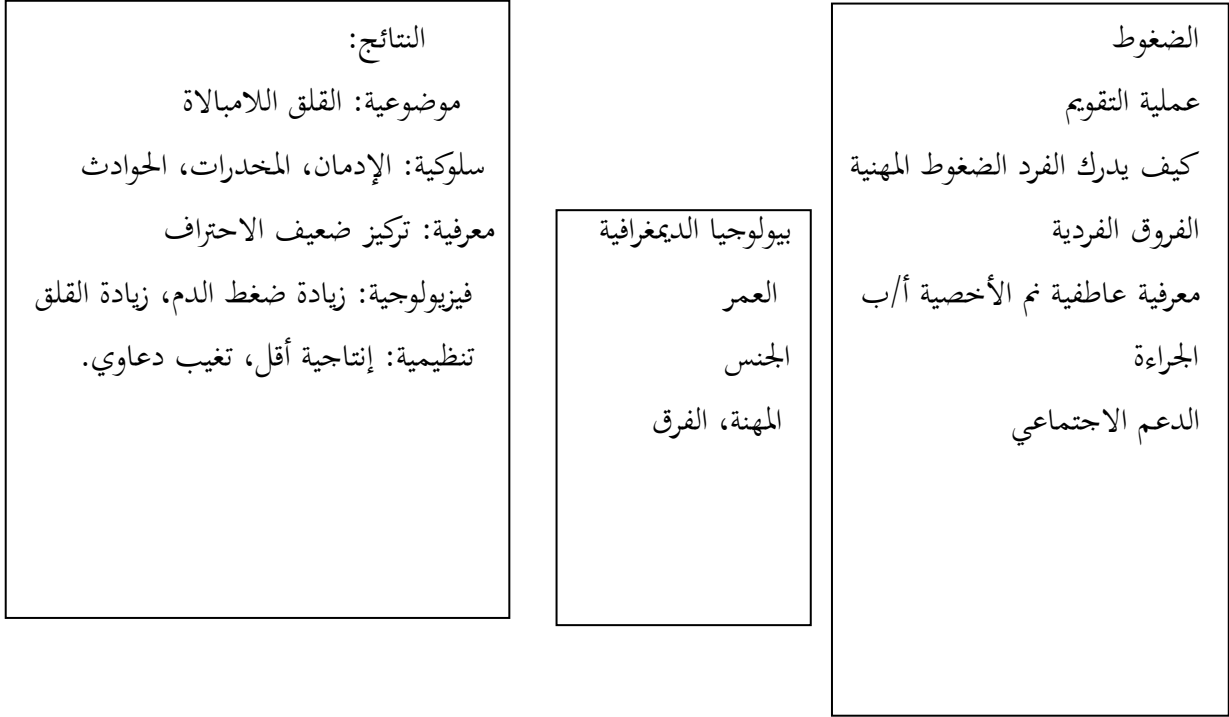 الضغوط
عملية التقويم
كيف يدرك الفرد الضغوط المهنية
الفروق الفردية
معرفية عاطفية نم الأخصية أ/ب
الجراءة
الدعم الاجتماعي
بيولوجيا الديمغرافية
العمر
الجنس
المهنة، الفرق
النتائج:
موضوعية: القلق اللامبالاة
سلوكية: الإدمان، المخدرات، الحوادث
معرفية: تركيز ضعيف الاحتراف
فيزيولوجية: زيادة ضغط الدم، زيادة القلق
تنظيمية: إنتاجية أقل، تغيب دعاوي.